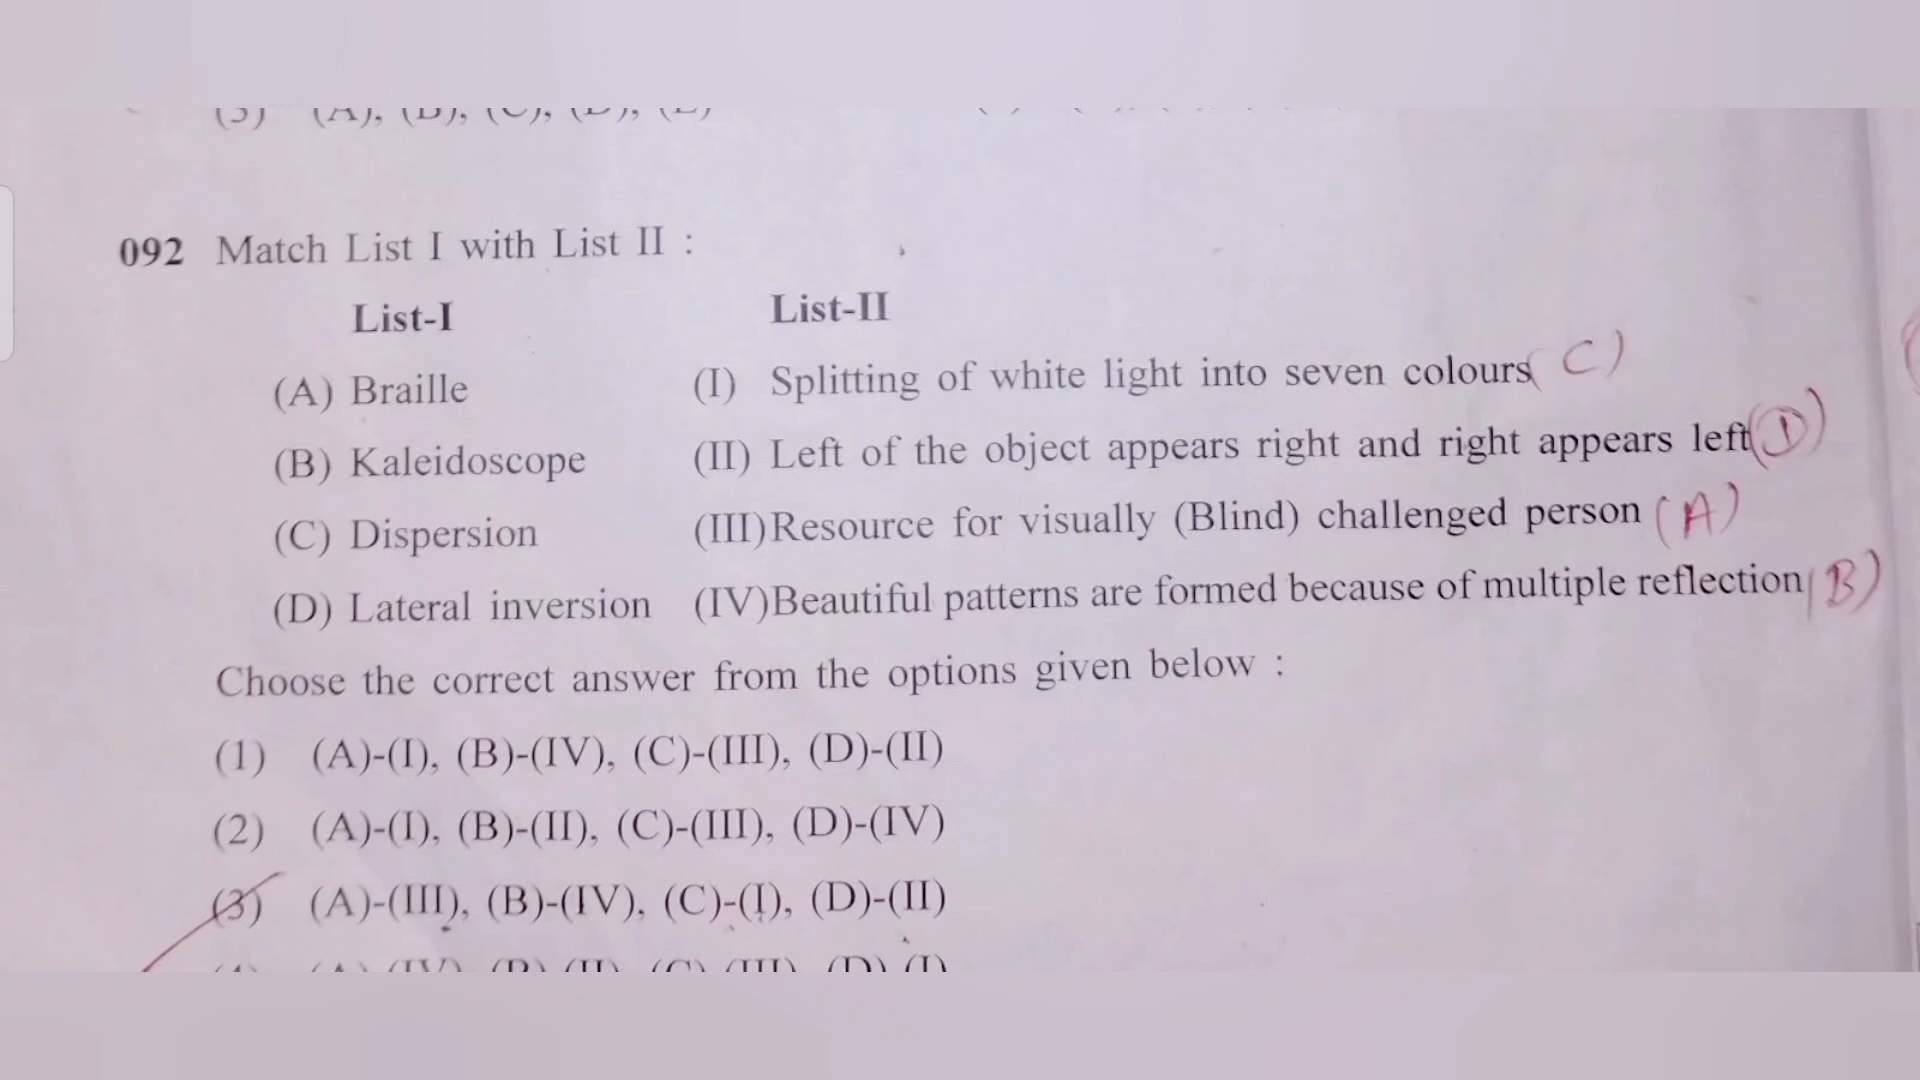 092 Match List I with List II :
List-I List-II
(A) Braille (I) Splitting of white light into seven colours (C)
(B) Kaleidoscope (II) Left of the object appears right and right appears left (D)
(C) Dispersion (III) Resource for visually (Blind) challenged person (A)
(D) Lateral inversion (IV) Beautiful patterns are formed because of multiple reflection (B)
Choose the correct answer from the options given below :
(1) (A)-(I), (B)-(IV), (C)-(III), (D)-(II)
(2) (A)-(I), (B)-(II), (C)-(III), (D)-(IV)
(3) (A)-(III), (B)-(IV), (C)-(I), (D)-(II)